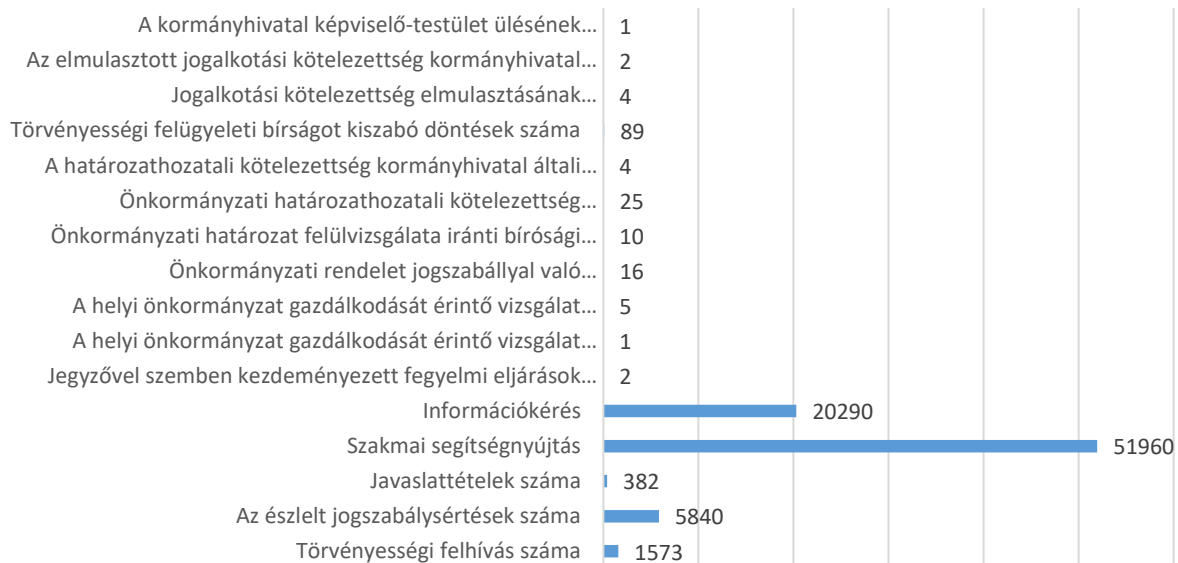 A kormányhivatal képviselő-testület ülésének... 1
Az elmulasztott jogalkotási kötelezettség kormányhivatal... 2
Jogalkotási kötelezettség elmulasztásának... 4
Törvényességi felügyeleti bírságot kiszabó döntések száma 89
A határozathozatali kötelezettség kormányhivatal általi... 4
Önkormányzati határozathozatali kötelezettség... 25
Önkormányzati határozat felülvizsgálata iránti bírósági... 10
Önkormányzati rendelet jogszabállyal való... 16
A helyi önkormányzat gazdálkodását érintő vizsgálat... 5
A helyi önkormányzat gazdálkodását érintő vizsgálat... 1
Jegyzővel szemben kezdeményezett fegyelmi eljárások... 2
Információkérés 20290
Szakmai segítségnyújtás 51960
Javaslattételek száma 382
Az észlelt jogszabálysértések száma 5840
Törvényességi felhívás száma 1573